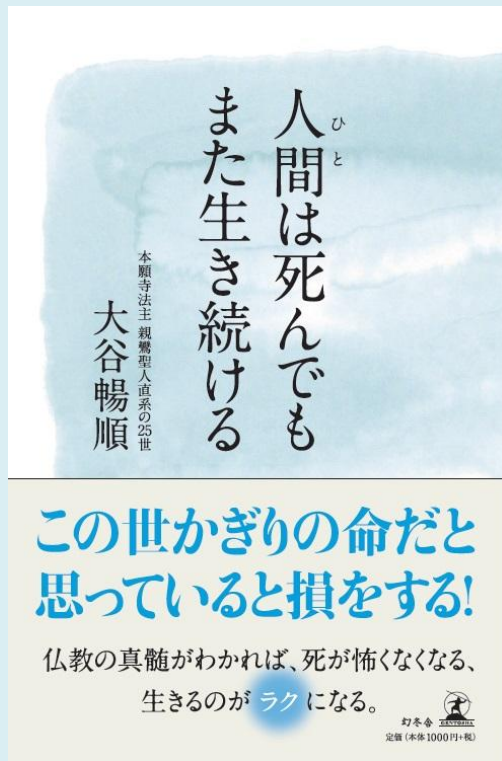 人間は死んでも
ひと
また生き続ける
本願寺法主 親鸞聖人直系の25世
大谷暢順
この世かぎりの命だと
思っていると損をする!
仏教の真髄がわかれば、死が怖くなくなる、
生きるのがラクになる。
幻冬舎
GENTOSHA
定価(本体1000円+税)